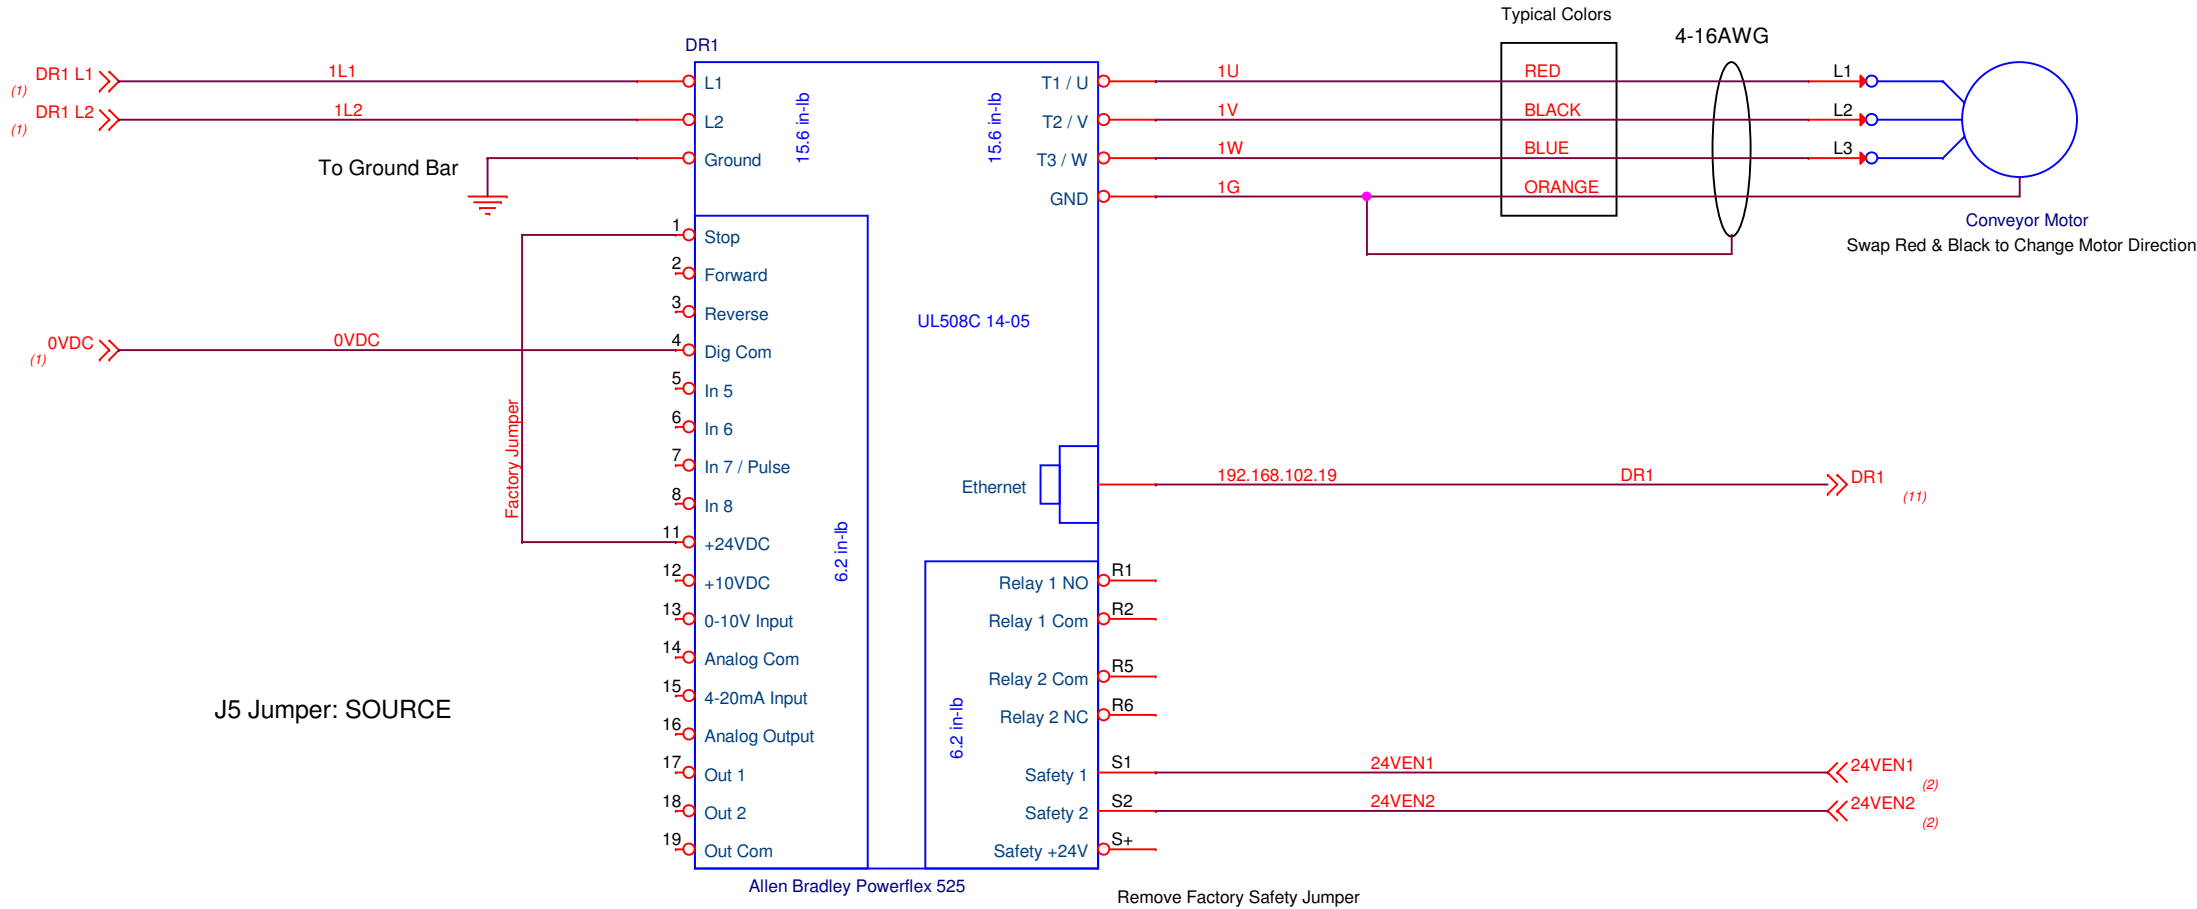 Typical Colors
4-16AWG
DR1
DR1 L1
(1)
1L1
L1
T1 / U
1U
RED
L1
DR1 L2
(1)
1L2
L2
15.6 in-lb
15.6 in-lb
T2 / V
1V
BLACK
L2
To Ground Bar
Ground
T3 / W
1W
BLUE
L3
GND
1G
ORANGE
Conveyor Motor
Swap Red & Black to Change Motor Direction
1
Stop
2
Forward
3
Reverse
UL508C 14-05
0VDC
(1)
0VDC
4
Dig Com
5
In 5
6
In 6
Factory Jumper
7
In 7 / Pulse
8
In 8
Ethernet
192.168.102.19
DR1
DR1
(11)
11
+24VDC
6.2 in-lb
12
+10VDC
Relay 1 NO
R1
13
0-10V Input
Relay 1 Com
R2
14
Analog Com
Relay 2 Com
R5
J5 Jumper: SOURCE
15
4-20mA Input
6.2 in-lb
Relay 2 NC
R6
16
Analog Output
17
Out 1
Safety 1
S1
24VEN1
24VEN1
(2)
18
Out 2
Safety 2
S2
24VEN2
24VEN2
(2)
19
Out Com
Safety +24V
S+
Allen Bradley Powerflex 525
Remove Factory Safety Jumper